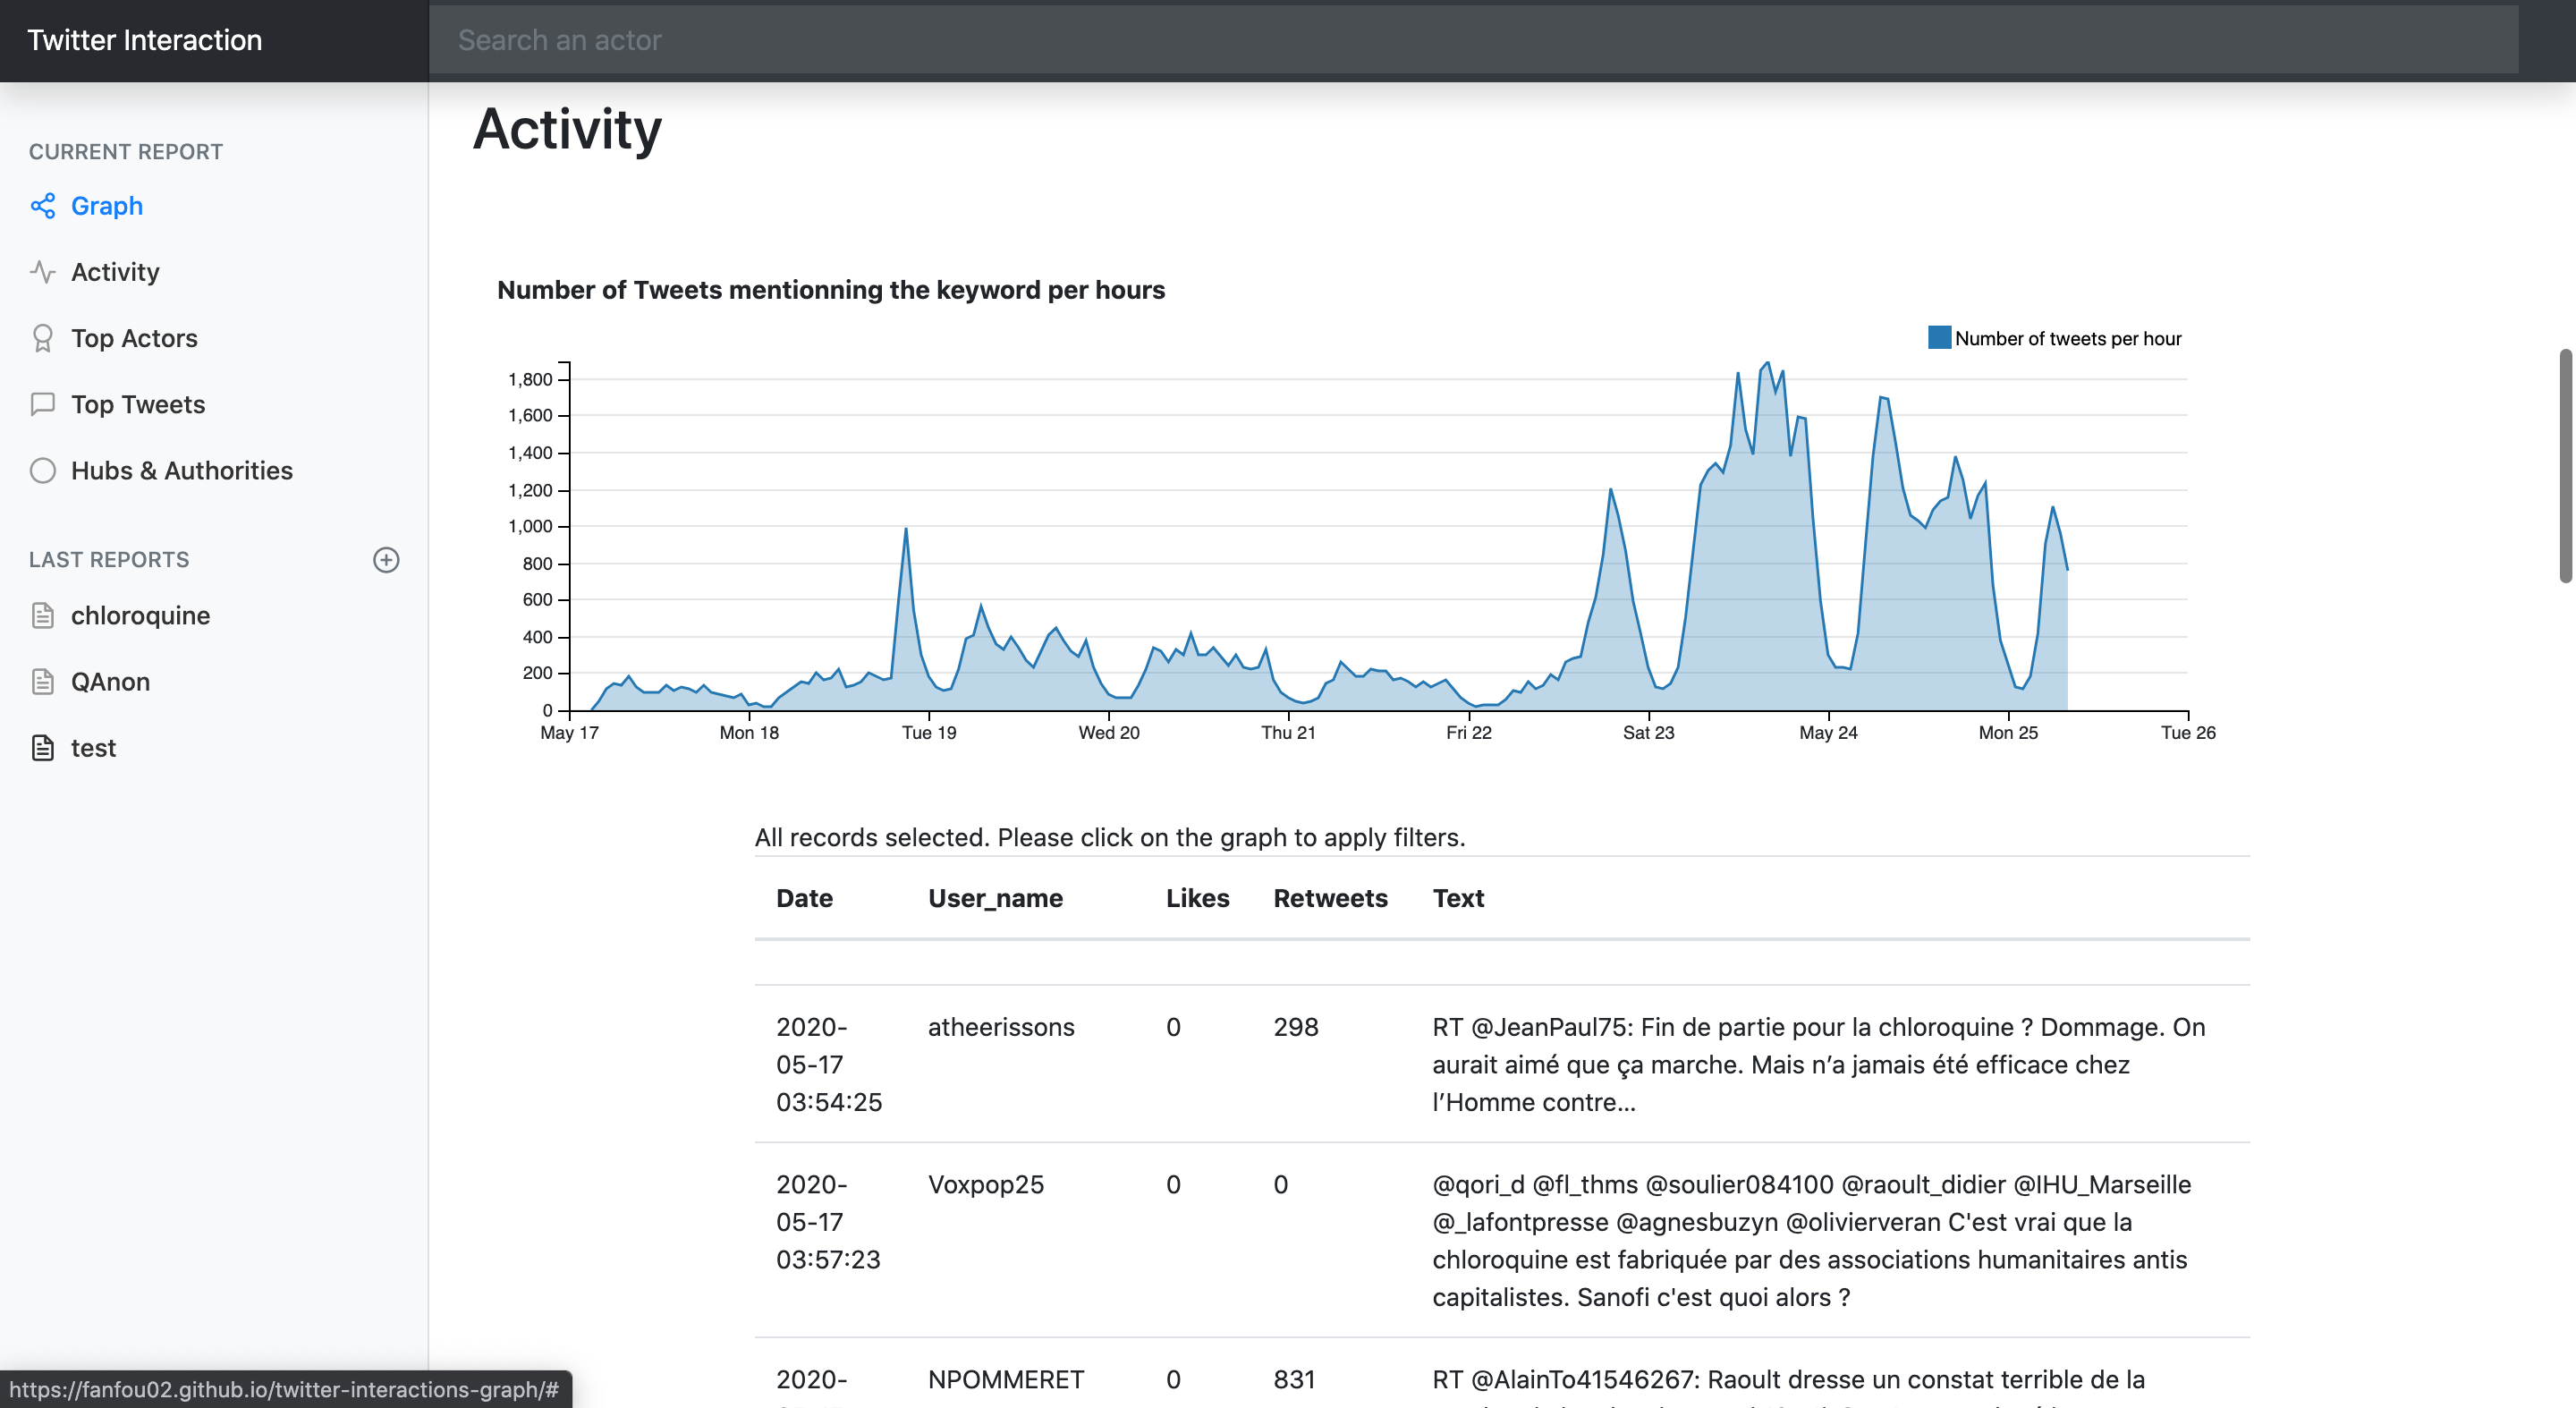 Twitter Interaction
Search an actor
CURRENT REPORT
Graph
Activity
Top Actors
Top Tweets
Hubs & Authorities
LAST REPORTS
chloroquine
QAnon
test
Activity
Number of Tweets mentionning the keyword per hours
Number of tweets per hour
1,800
1,600
1,400
1,200
1,000
800
600
400
200
0
May 17 Mon 18 Tue 19 Wed 20 Thu 21 Fri 22 Sat 23 May 24 Mon 25 Tue 26
All records selected. Please click on the graph to apply filters.
Date User_name Likes Retweets Text
2020-05-17 03:54:25 atheerissons 0 298 RT @JeanPaul75: Fin de partie pour la chloroquine ? Dommage. On
aurait aimé que ça marche. Mais n’a jamais été efficace chez
l’Homme contre…
2020-05-17 03:57:23 Voxpop25 0 0 @qori_d @fl_thms @soulier084100 @raoult_didier @IHU_Marseille
@_lafontpresse @agnesbuzyn @olivierveran C'est vrai que la
chloroquine est fabriquée par des associations humanitaires antis
capitalistes. Sanofi c'est quoi alors ?
2020- NPOMMERET 0 831 RT @AlainTo41546267: Raoult dresse un constat terrible de la
https://fanfou02.github.io/twitter-interactions-graph/#